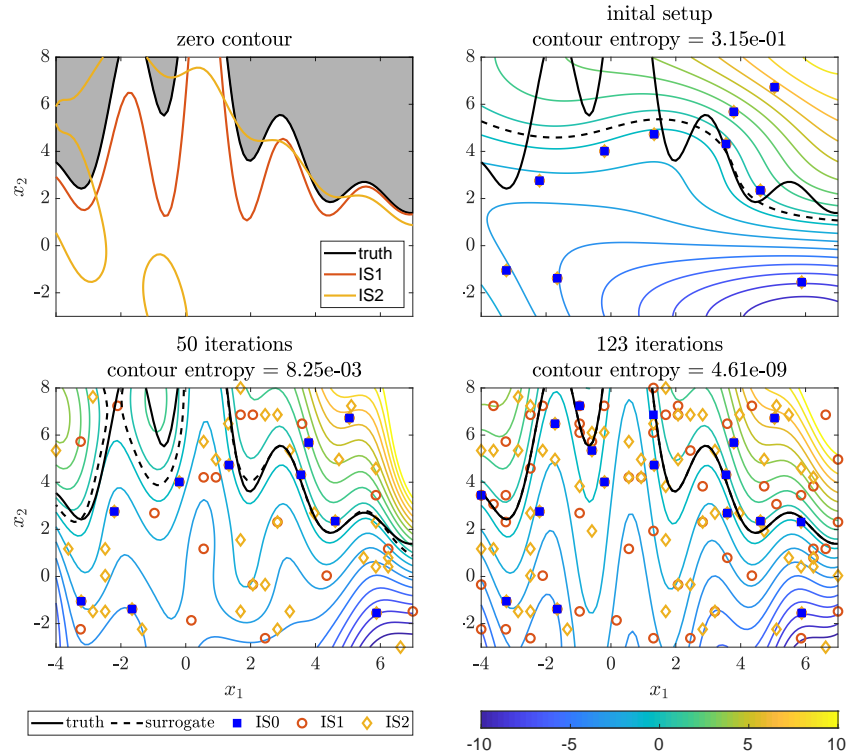 zero contour
inital setup
contour entropy = 3.15e-01
8
6
4
2
0
-2
x2
truth
IS1
IS2
8
6
4
2
0
·2
50 iterations
contour entropy = 8.25e-03
123 iterations
contour entropy = 4.61e-09
8
6
4
2
0
-2
x2
-4 -2 0 2 4 6
x1
8
6
4
2
0
-2
-4 -2 0 2 4 6
x1
truth surrogate IS0 IS1 IS2
-10 -5 0 5 10